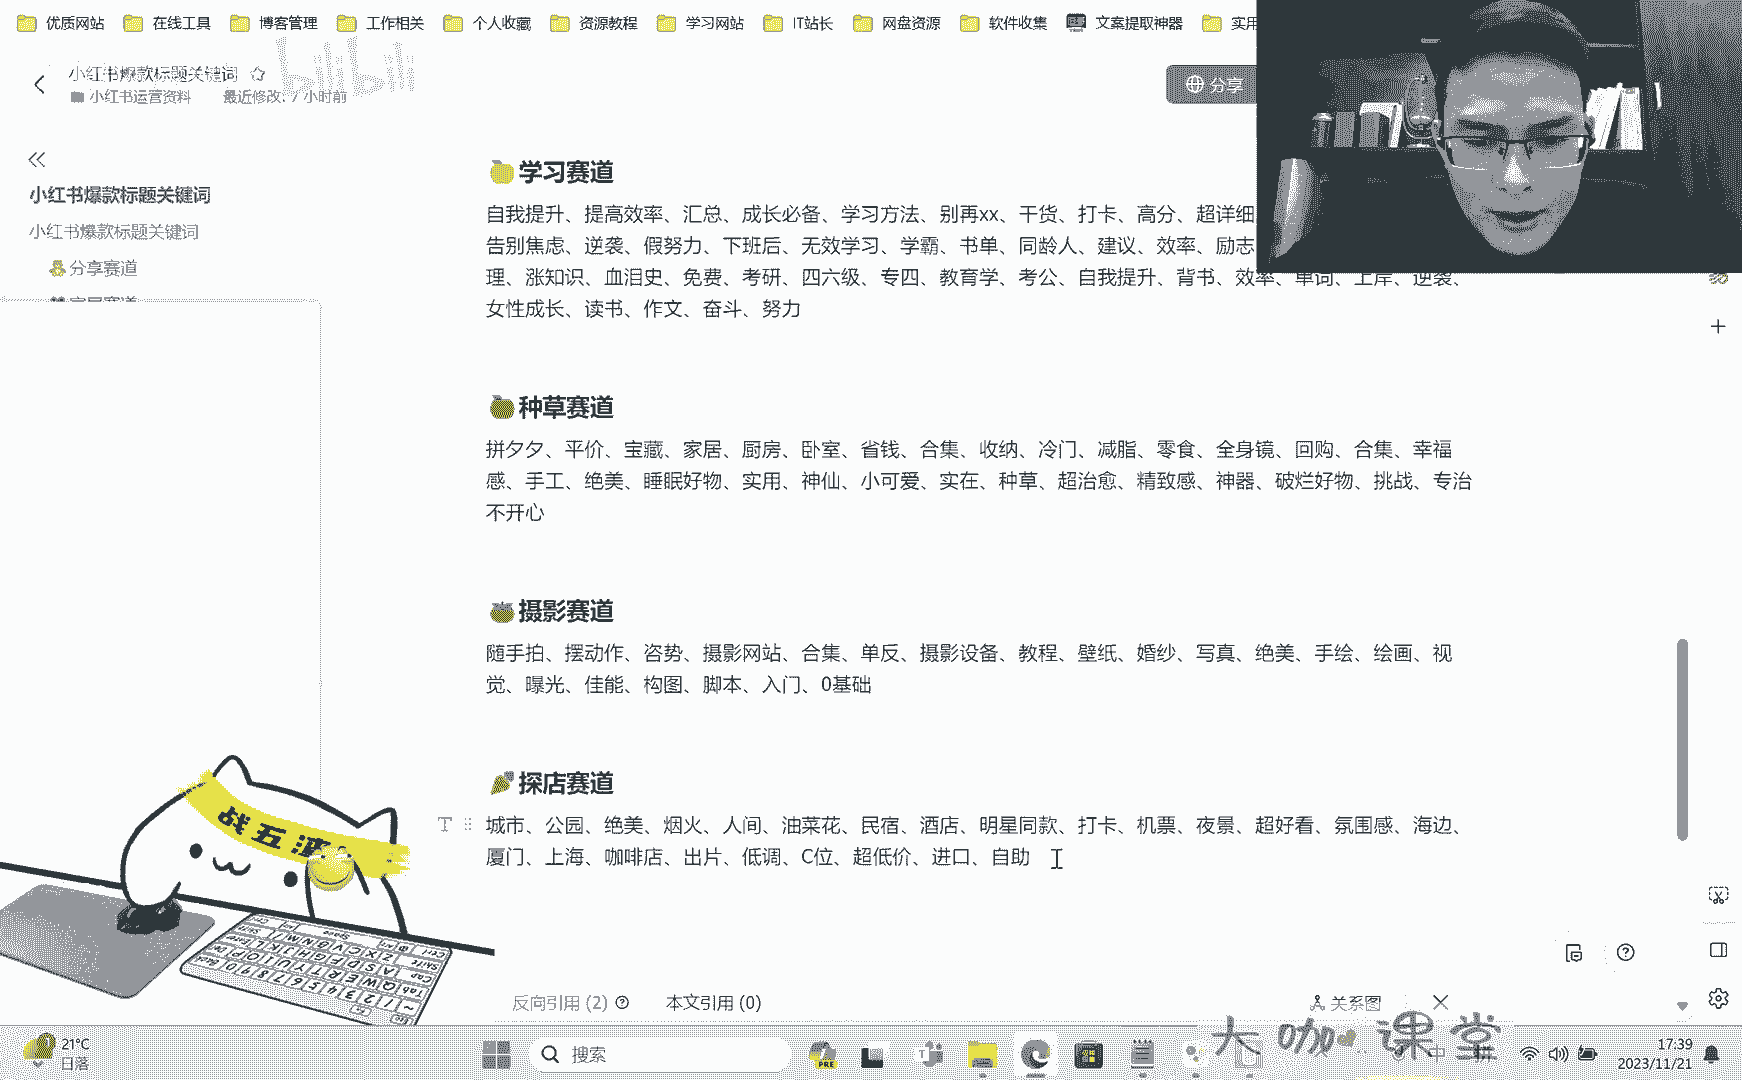 优质网站 在线工具 博客管理 工作相关 个人收藏 资源教程 学习网站 IT站长 网盘资源 软件收集 文案提取神器 实用
bilibili
小红书爆款标题关键词
小红书运营资料 最近修改: 7 小时前
分享
小红书爆款标题关键词
小红书爆款标题关键词
分享赛道
家居赛道
学习赛道
自我提升、提高效率、汇总、成长必备、学习方法、别再xx、干货、打卡、高分、超详细
告别焦虑、逆袭、假努力、下班后、无效学习、学霸、书单、同龄人、建议、效率、励志
理、涨知识、血泪史、免费、考研、四六级、专四、教育学、考公、自我提升、背书、效率、单词、上岸、逆袭、
女性成长、读书、作文、奋斗、努力
种草赛道
拼夕夕、平价、宝藏、家居、厨房、卧室、省钱、合集、收纳、冷门、减脂、零食、全身镜、回购、合集、幸福
感、手工、绝美、睡眠好物、实用、神仙、小可爱、实在、种草、超治愈、精致感、神器、破烂好物、挑战、专治
不开心
摄影赛道
随手拍、摆动作、咨势、摄影网站、合集、单反、摄影设备、教程、壁纸、婚纱、写真、绝美、手绘、绘画、视
觉、曝光、佳能、构图、脚本、入门、0基础
探店赛道
城市、公园、绝美、烟火、人间、油菜花、民宿、酒店、明星同款、打卡、机票、夜景、超好看、氛围感、海边、
厦门、上海、咖啡店、出片、低调、C位、超低价、进口、自助
战五渣
反向引用 (2) 本文引用 (0) 关系图
大咖课堂
21°C
日落
搜索
PRE
中
17:39
2023/11/21